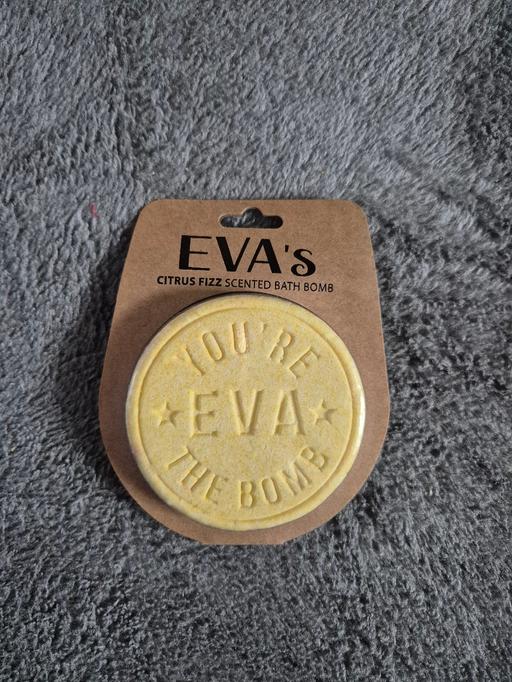 EVA's
CITRUS FIZZ SCENTED BATH BOMB
YOU'RE
EVA
THE BOMB